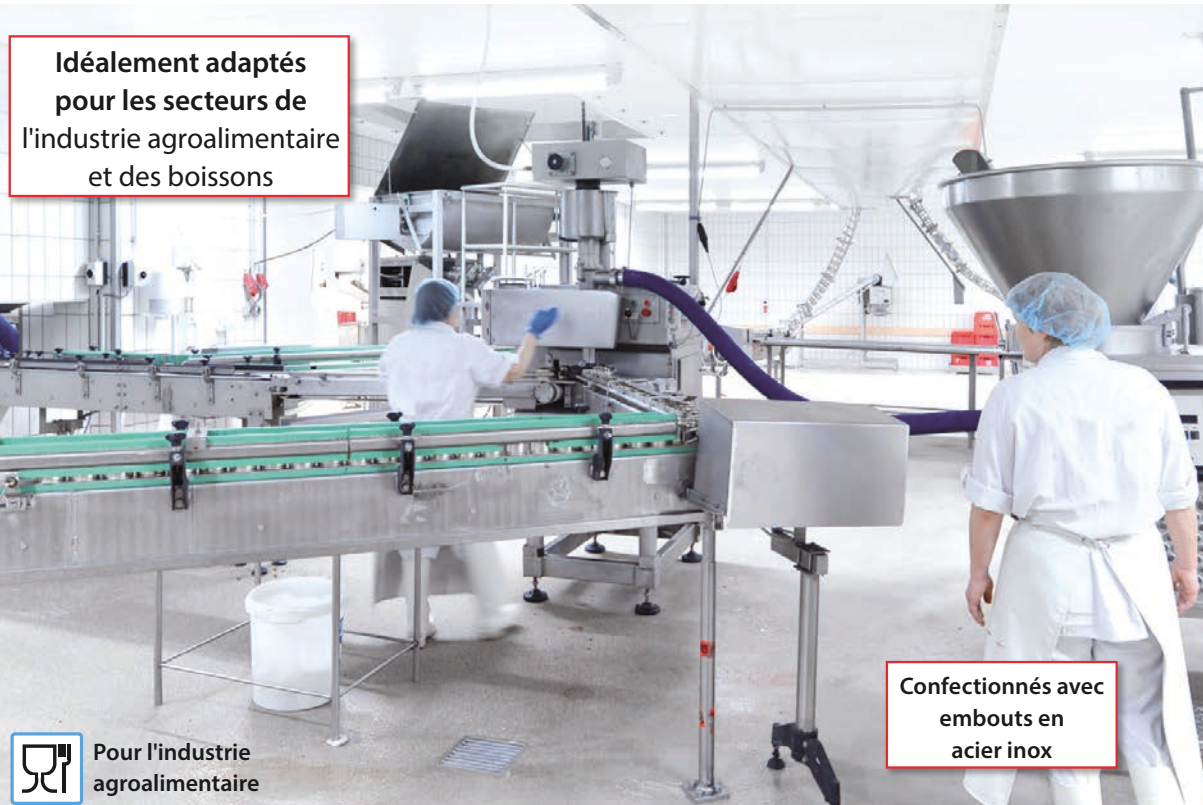 Idéalement adaptés
pour les secteurs de
l'industrie agroalimentaire
et des boissons
Confectionnés avec
embouts en
acier inox
Pour l'industrie
agroalimentaire